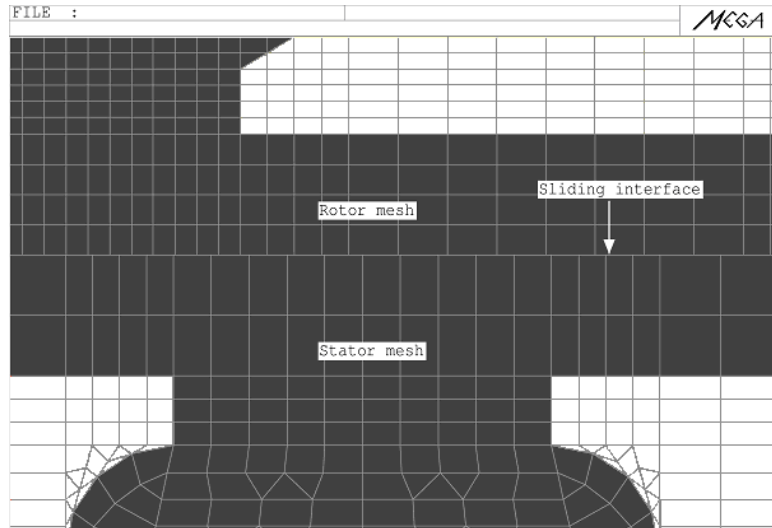 FILE :
MEGA
Sliding interface
Rotor mesh
Stator mesh